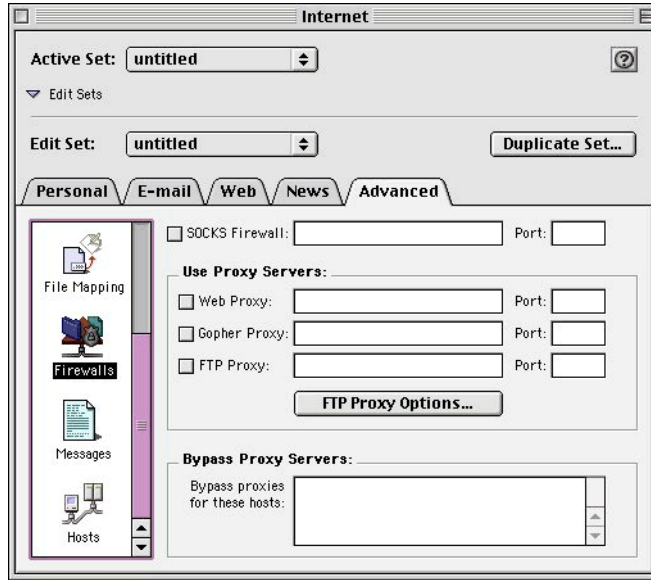 Internet
Active Set: untitled
Edit Sets
Edit Set: untitled
Duplicate Set...
Personal
E-mail
Web
News
Advanced
File Mapping
Firewalls
Messages
Hosts
SOCKS Firewall:
Port:
Use Proxy Servers:
Web Proxy:
Port:
Gopher Proxy:
Port:
FTP Proxy:
Port:
FTP Proxy Options...
Bypass Proxy Servers:
Bypass proxies
for these hosts: